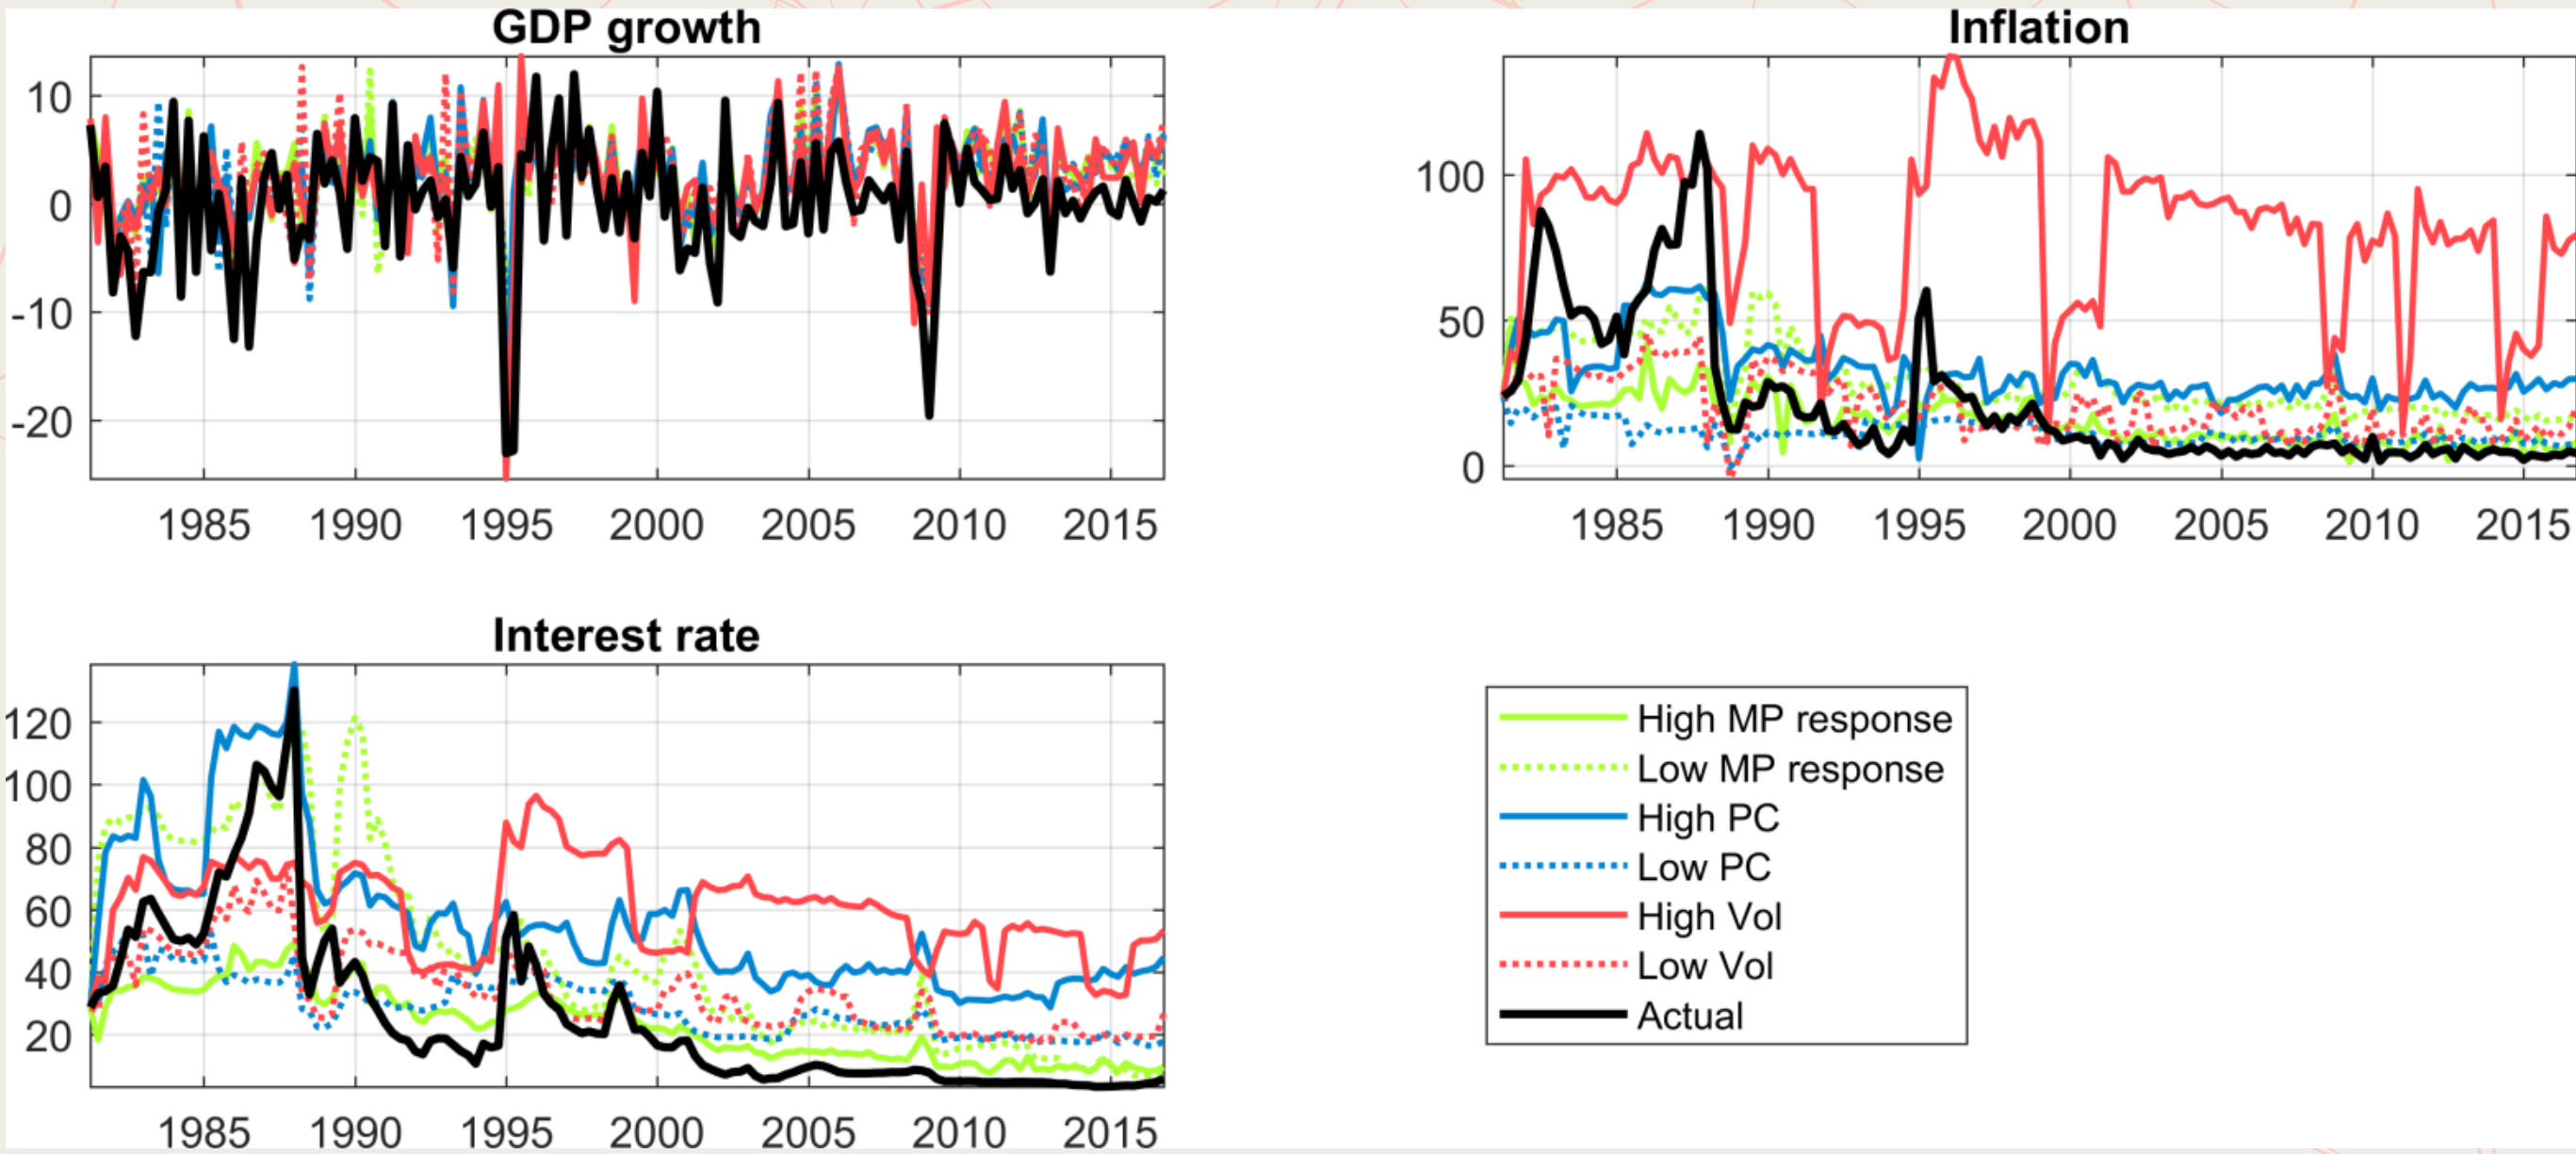 GDP growth
10
0
-10
-20
1985 1990 1995 2000 2005 2010 2015
Inflation
100
50
0
1985 1990 1995 2000 2005 2010 2015
Interest rate
120
100
80
60
40
20
1985 1990 1995 2000 2005 2010 2015
High MP response
Low MP response
High PC
Low PC
High Vol
Low Vol
Actual